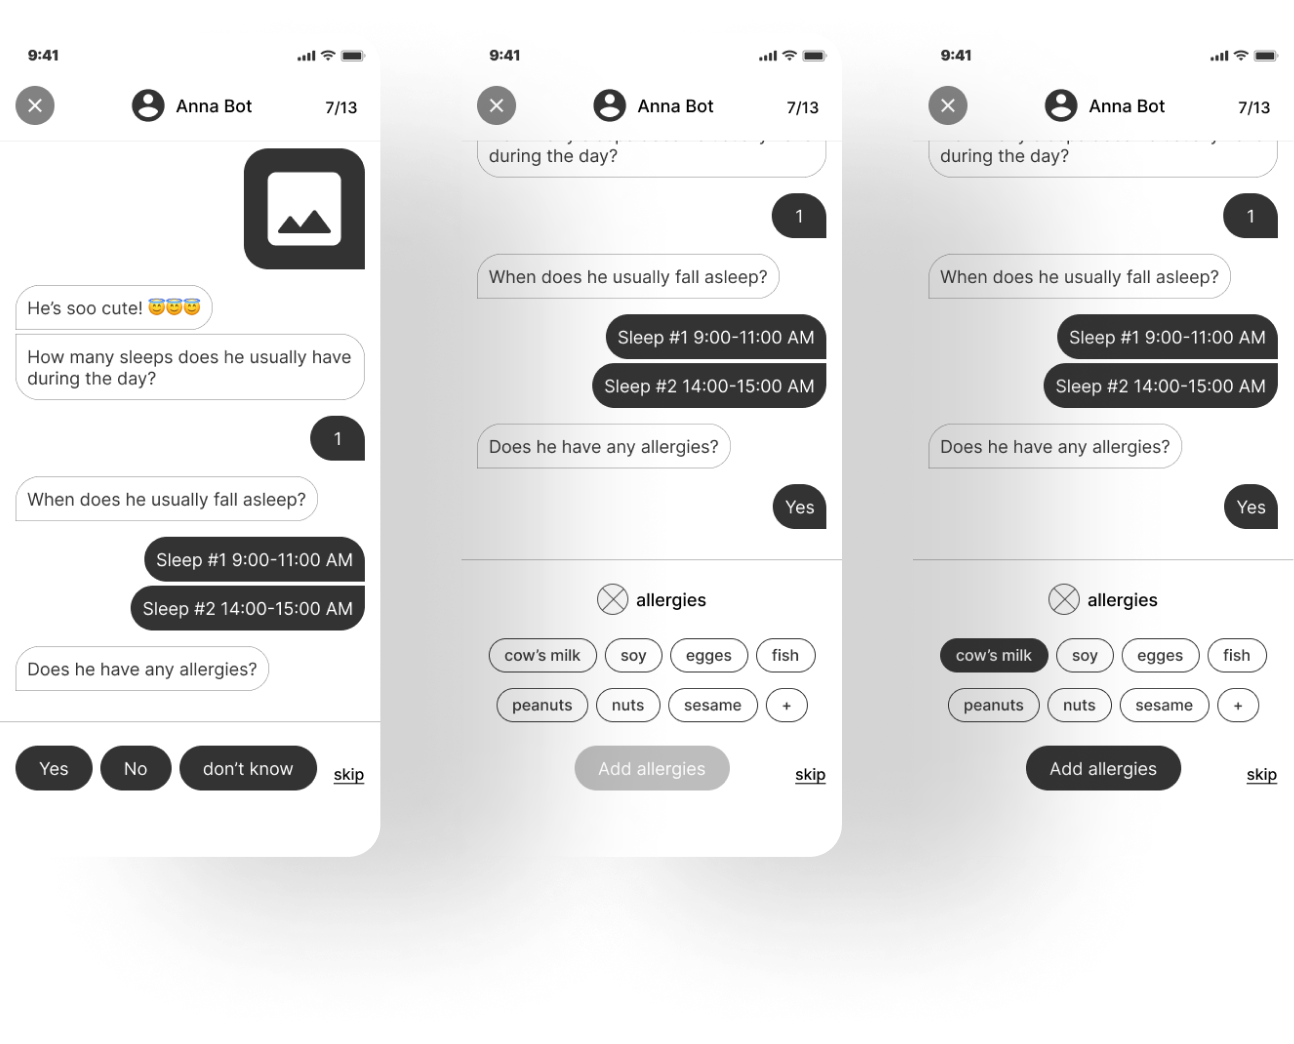 9:41
Anna Bot
7/13
He's soo cute! 😇😇😇
How many sleeps does he usually have
during the day?
1
When does he usually fall asleep?
Sleep #1 9:00-11:00 AM
Sleep #2 14:00-15:00 AM
Does he have any allergies?
Yes
No
don't know
skip
9:41
Anna Bot
7/13
during the day?
1
When does he usually fall asleep?
Sleep #1 9:00-11:00 AM
Sleep #2 14:00-15:00 AM
Does he have any allergies?
Yes
allergies
cow's milk
soy
egges
fish
peanuts
nuts
sesame
+
Add allergies
skip
9:41
Anna Bot
7/13
during the day?
1
When does he usually fall asleep?
Sleep #1 9:00-11:00 AM
Sleep #2 14:00-15:00 AM
Does he have any allergies?
Yes
allergies
cow's milk
soy
egges
fish
peanuts
nuts
sesame
+
Add allergies
skip